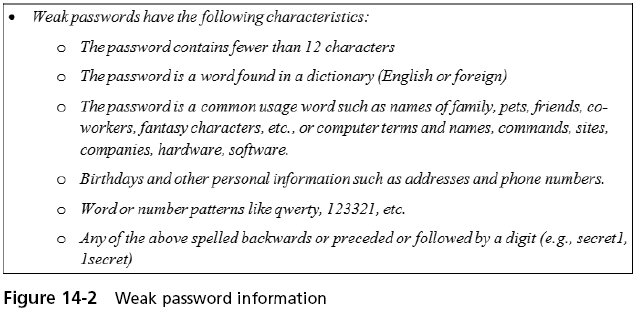 • Weak passwords have the following characteristics:
o The password contains fewer than 12 characters
o The password is a word found in a dictionary (English or foreign)
o The password is a common usage word such as names of family, pets, friends, co-
workers, fantasy characters, etc., or computer terms and names, commands, sites,
companies, hardware, software.
o Birthdays and other personal information such as addresses and phone numbers.
o Word or number patterns like qwerty, 123321, etc.
o Any of the above spelled backwards or preceded or followed by a digit (e.g., secret1,
1secret)
Figure 14-2 Weak password information